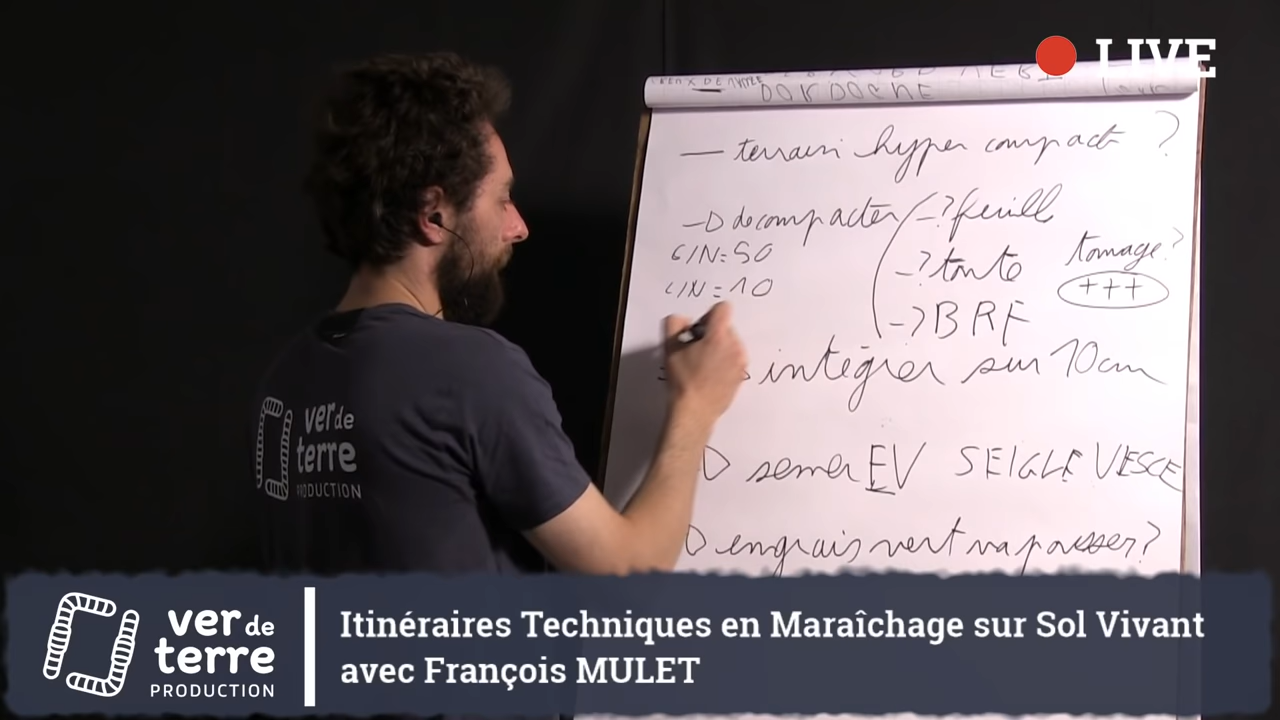 LIVE
DORDOGNE
— terrain hyper compact ?
→ decompacter
→ ? feuill
C/N=50
→ ? tonte
tomage?
C/N=10
+++
→ BRF
intégrer sur 10cm
semer EV SEIGLE VESCE
engrais vert va pousser?
ver de
terre
PRODUCTION
ver de
terre
PRODUCTION
Itinéraires Techniques en Maraîchage sur Sol Vivant
avec François MULET